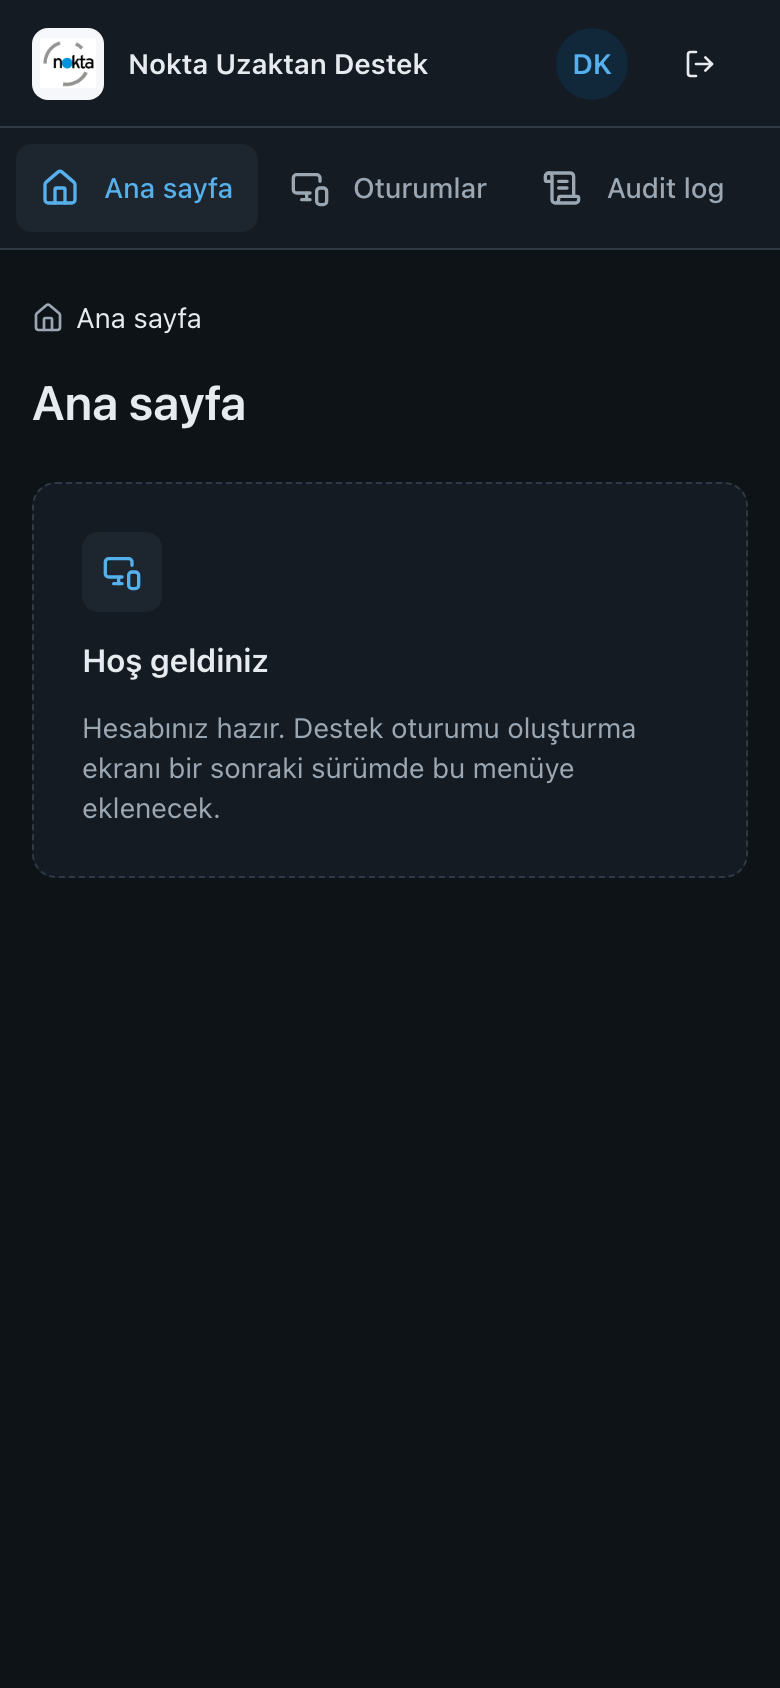 nokta
Nokta Uzaktan Destek
DK
Ana sayfa
Oturumlar
Audit log
Ana sayfa
Ana sayfa
Hoş geldiniz
Hesabınız hazır. Destek oturumu oluşturma
ekranı bir sonraki sürümde bu menüye
eklenecek.